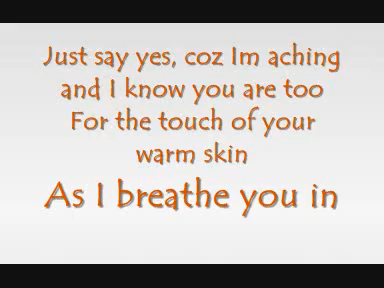 Just say yes, coz Im aching
and I know you are too
For the touch of your
warm skin
As I breathe you in